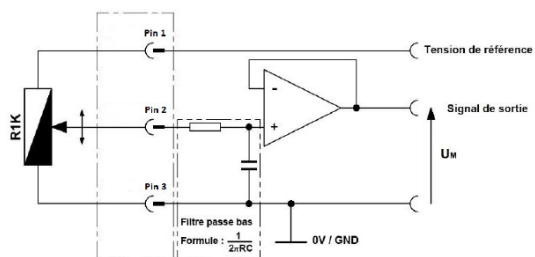 Pin 1
Tension de référence
R1K
Pin 2
-
+
Signal de sortie
UM
Pin 3
Filtre passe bas
Formule : 1
2πRC
0V / GND